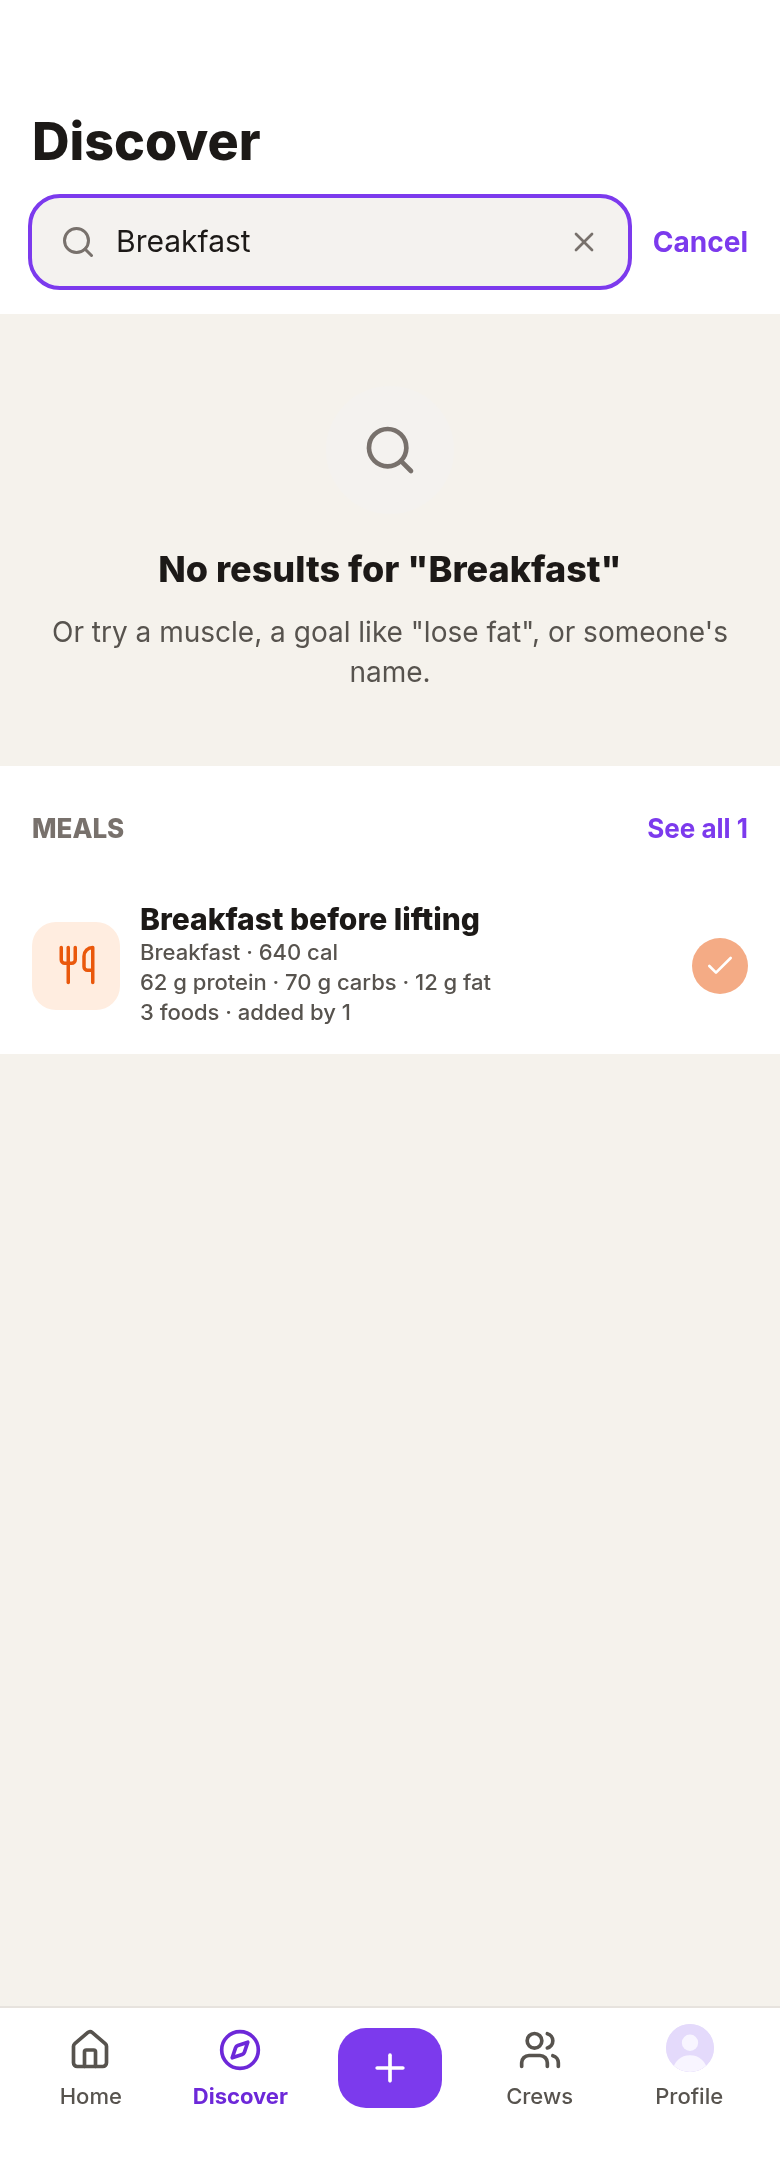 Discover
Breakfast
Cancel
No results for "Breakfast"
Or try a muscle, a goal like "lose fat", or someone's
name.
MEALS
See all 1
Breakfast before lifting
Breakfast · 640 cal
62 g protein · 70 g carbs · 12 g fat
3 foods · added by 1
Home
Discover
Crews
Profile